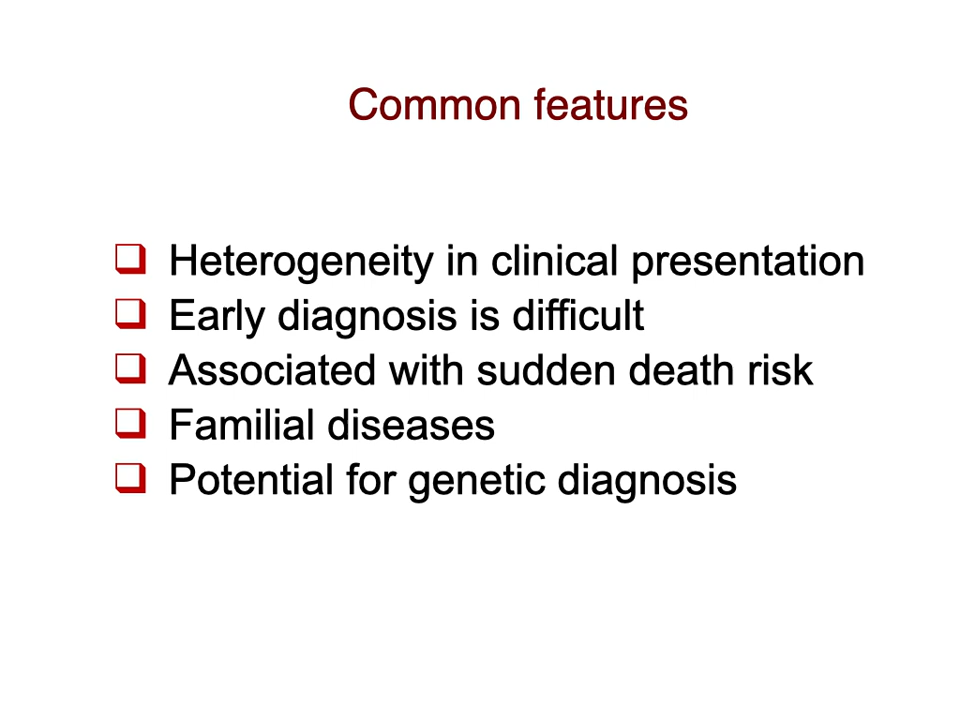 Common features
❑ Heterogeneity in clinical presentation
❑ Early diagnosis is difficult
❑ Associated with sudden death risk
❑ Familial diseases
❑ Potential for genetic diagnosis